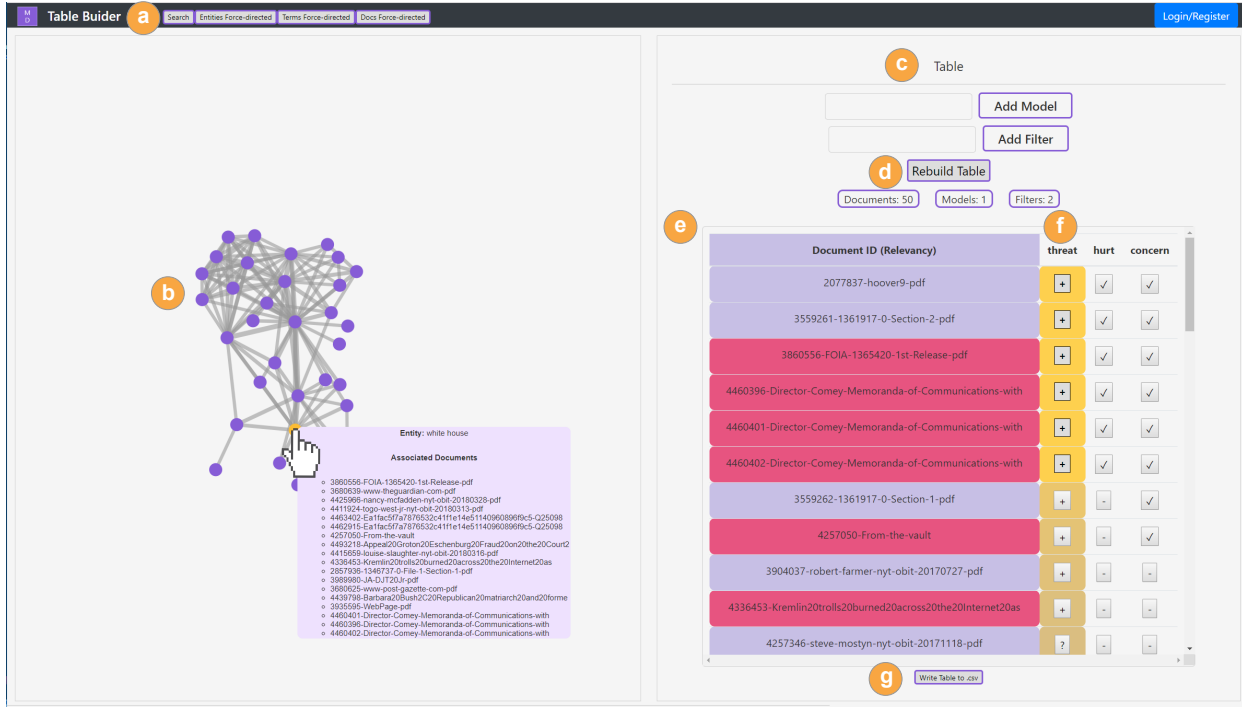 M
D
Table Buider
a
Search
Entities Force-directed
Terms Force-directed
Docs Force-directed
Login/Register
b
Entity: white house
Associated Documents
3860556-FOIA-1365420-1st-Release-pdf
3680639-www-theguardian-com-pdf
4425966-nancy-mcfadden-nyt-obit-20180328-pdf
4411924-togo-west-jr-nyt-obit-20180313-pdf
4463402-Ea1fac5f7a7876532c41f1e14e51140960896f9c5-Q25098
4462915-Ea1fac5f7a7876532c41f1e14e51140960896f9c5-Q25098
4257050-From-the-vault
4493218-Appeal20Groton20Eschenburg20Fraud20on20the20Court2
4415659-louise-slaughter-nyt-obit-20180316-pdf
4336453-Kremlin20trolls20burned20across20the20Internet20as
2857936-1346737-0-File-1-Section-1-pdf
3989980-JA-DJT20Jr-pdf
3680625-www-post-gazette-com-pdf
4439798-Barbara20Bush2C20Republican20matriarch20and20forme
3935595-WebPage-pdf
4460401-Director-Comey-Memoranda-of-Communications-with
4460396-Director-Comey-Memoranda-of-Communications-with
4460402-Director-Comey-Memoranda-of-Communications-with
c
Table
Add Model
Add Filter
d
Rebuild Table
Documents: 50
Models: 1
Filters: 2
e
f
Document ID (Relevancy) threat hurt concern
2077837-hoover9-pdf + ✓ ✓
3559261-1361917-0-Section-2-pdf + ✓ ✓
3860556-FOIA-1365420-1st-Release-pdf + ✓ ✓
4460396-Director-Comey-Memoranda-of-Communications-with + ✓ ✓
4460401-Director-Comey-Memoranda-of-Communications-with + ✓ ✓
4460402-Director-Comey-Memoranda-of-Communications-with + ✓ ✓
3559262-1361917-0-Section-1-pdf + - ✓
4257050-From-the-vault + - ✓
3904037-robert-farmer-nyt-obit-20170727-pdf + - -
4336453-Kremlin20trolls20burned20across20the20Internet20as + - -
4257346-steve-mostyn-nyt-obit-20171118-pdf ? - -
g
Write Table to .csv